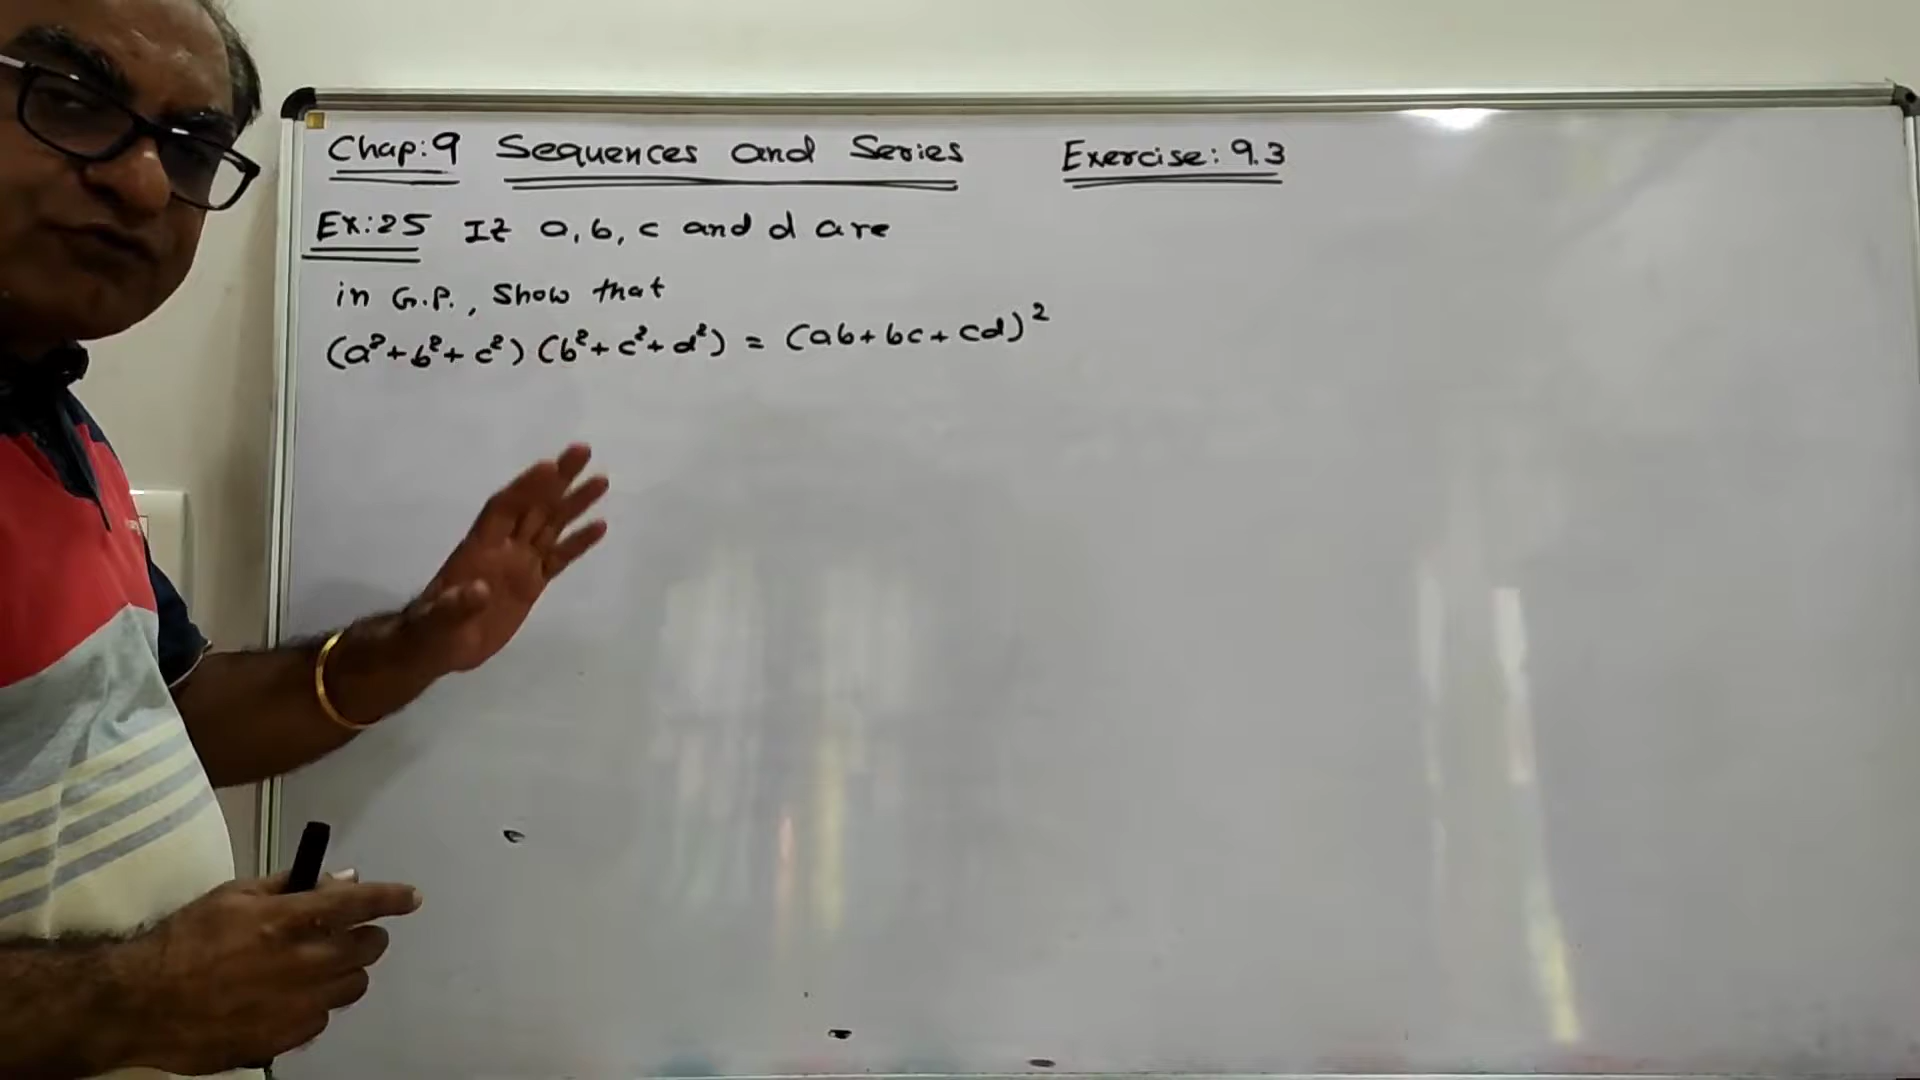 Chap:9 Sequences and Series Exercise: 9.3
Ex:25 If a, b, c and d are
in G.P., Show that
(a²+b²+c²)(b²+c²+d²) = (ab+bc+cd)²